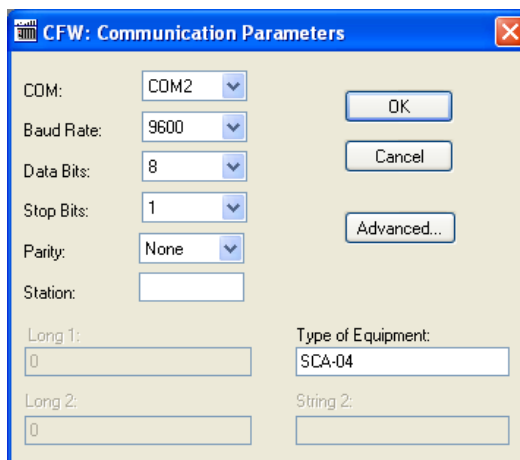 CFW: Communication Parameters
COM: COM2
Baud Rate: 9600
Data Bits: 8
Stop Bits: 1
Parity: None
Station:
OK
Cancel
Advanced...
Long 1:
0
Type of Equipment:
SCA-04
Long 2:
0
String 2: